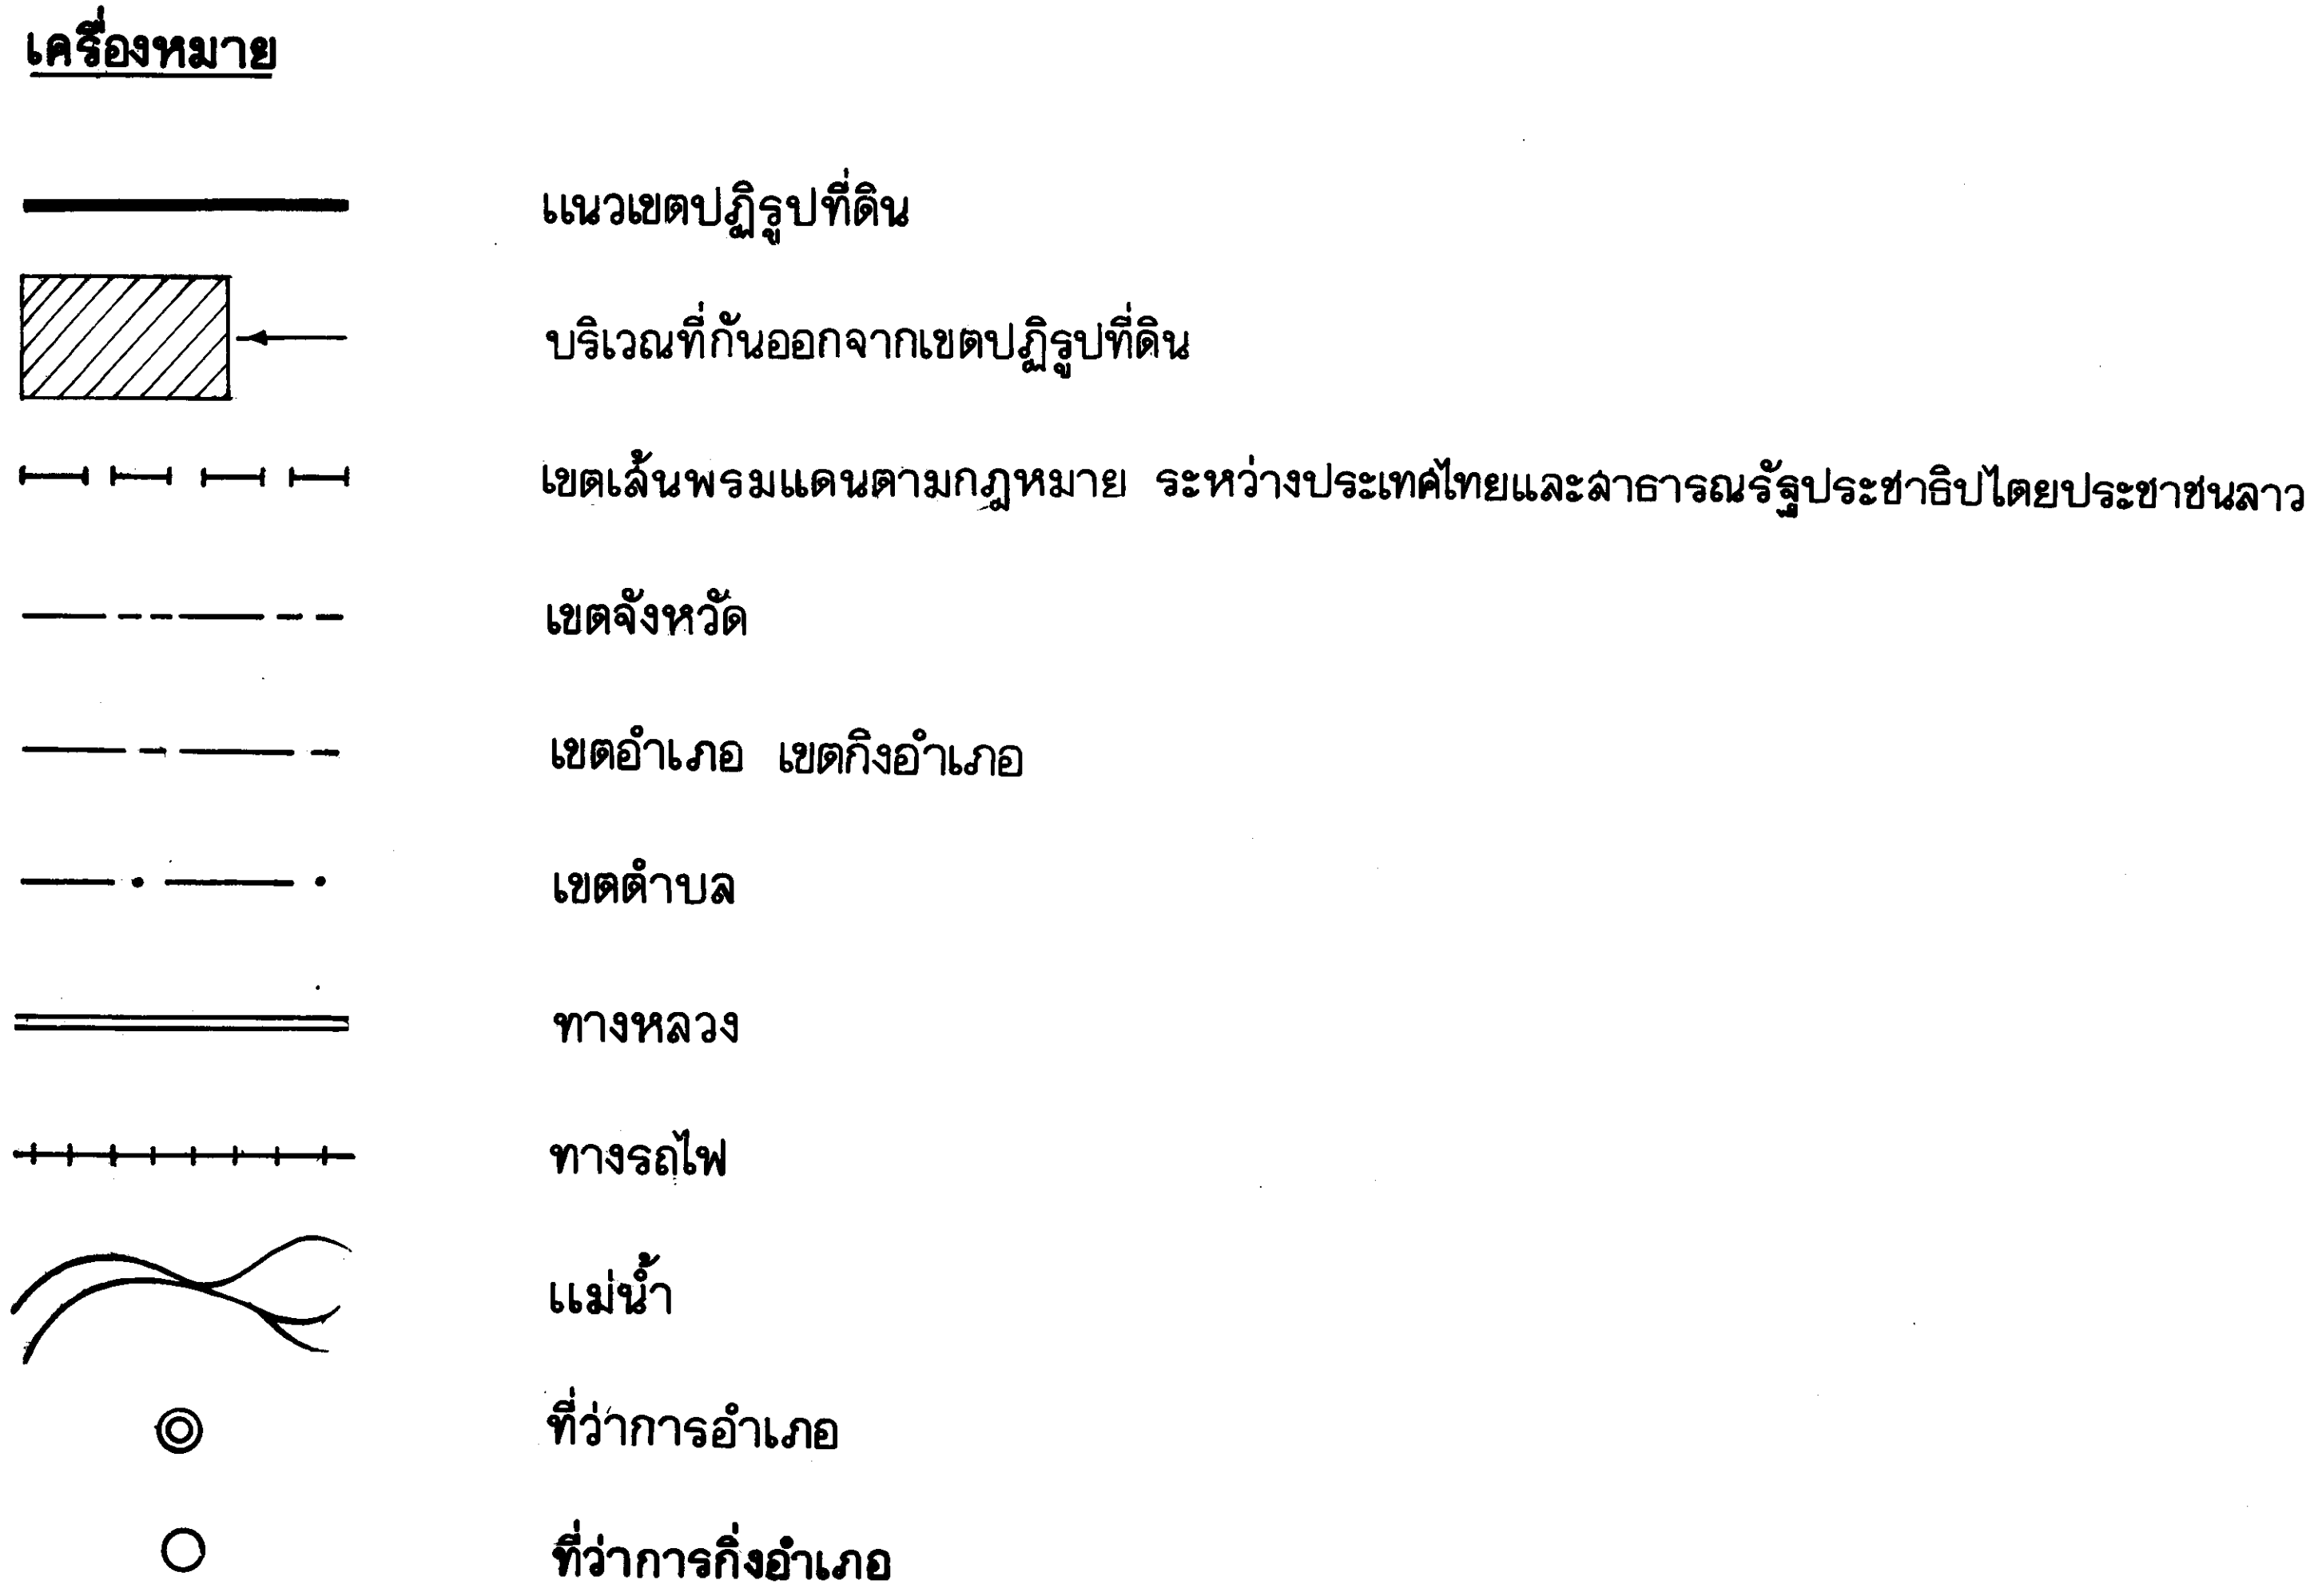 เครื่องหมาย
แนวเขตปฏิรูปที่ดิน
บริเวณที่กันออกจากเขตปฏิรูปที่ดิน
เขตเส้นพรมแดนตามกฎหมาย ระหว่างประเทศไทยและสาธารณรัฐประชาธิปไตยประชาชนลาว
เขตจังหวัด
เขตอำเภอ เขตกิ่งอำเภอ
เขตตำบล
ทางหลวง
ทางรถไฟ
แม่น้ำ
ที่ว่าการอำเภอ
ที่ว่าการกิ่งอำเภอ